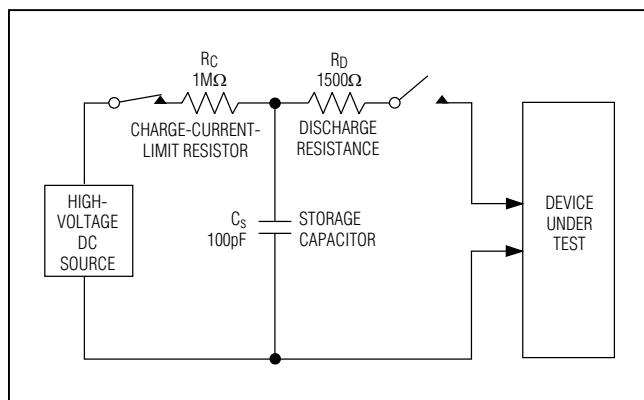 RC
1MΩ
CHARGE-CURRENT-
LIMIT RESISTOR
RD
1500Ω
DISCHARGE
RESISTANCE
HIGH-
VOLTAGE
DC
SOURCE
Cs
100pF
STORAGE
CAPACITOR
DEVICE
UNDER
TEST